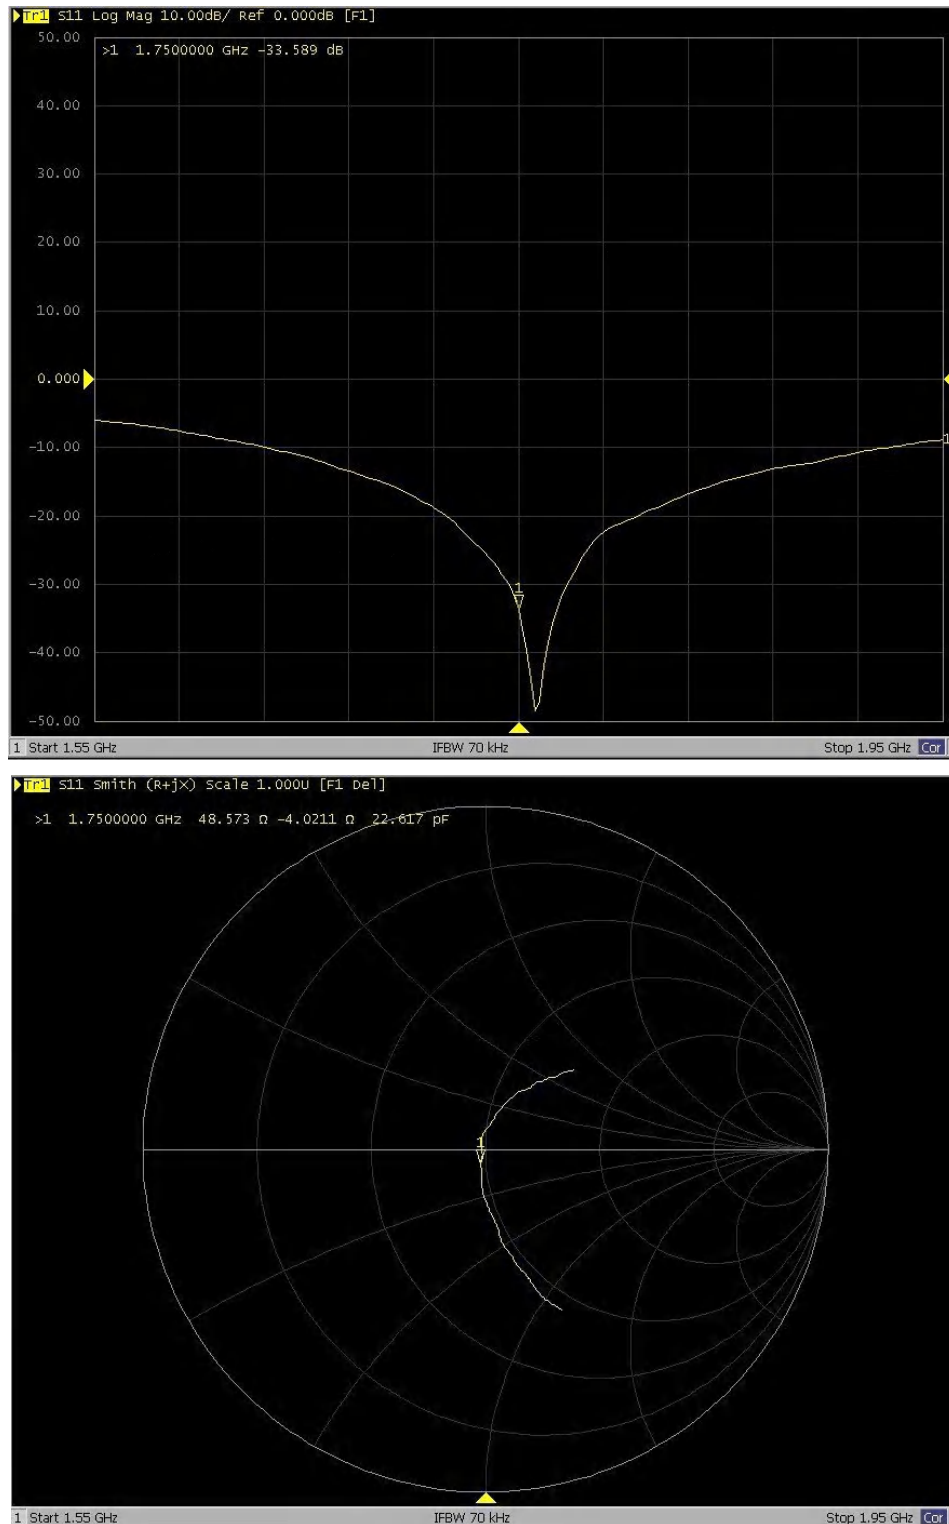 Tr1 S11 Log Mag 10.00dB/ Ref 0.000dB [F1]
50.00
>1 1.7500000 GHz -33.589 dB
40.00
30.00
20.00
10.00
0.000
-10.00
1
-20.00
-30.00
1
-40.00
-50.00
1 Start 1.55 GHz IFBW 70 kHz Stop 1.95 GHz Cor
Tr1 S11 Smith (R+jX) Scale 1.000U [F1 Del]
>1 1.7500000 GHz 48.573 Ω -4.0211 Ω 22.617 pF
1
1 Start 1.55 GHz IFBW 70 kHz Stop 1.95 GHz Cor